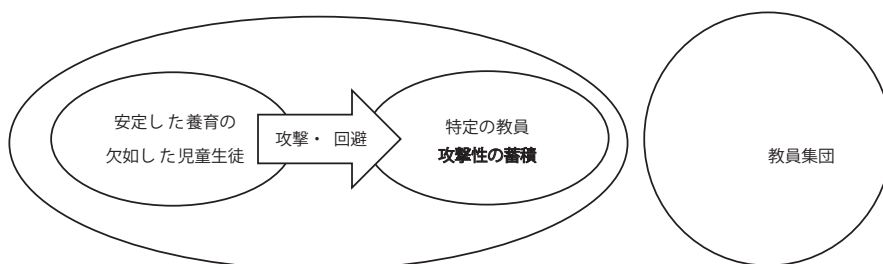 安定した養育の
欠如した児童生徒
攻撃・ 回避
特定の教員
攻撃性の蓄積
教員集団